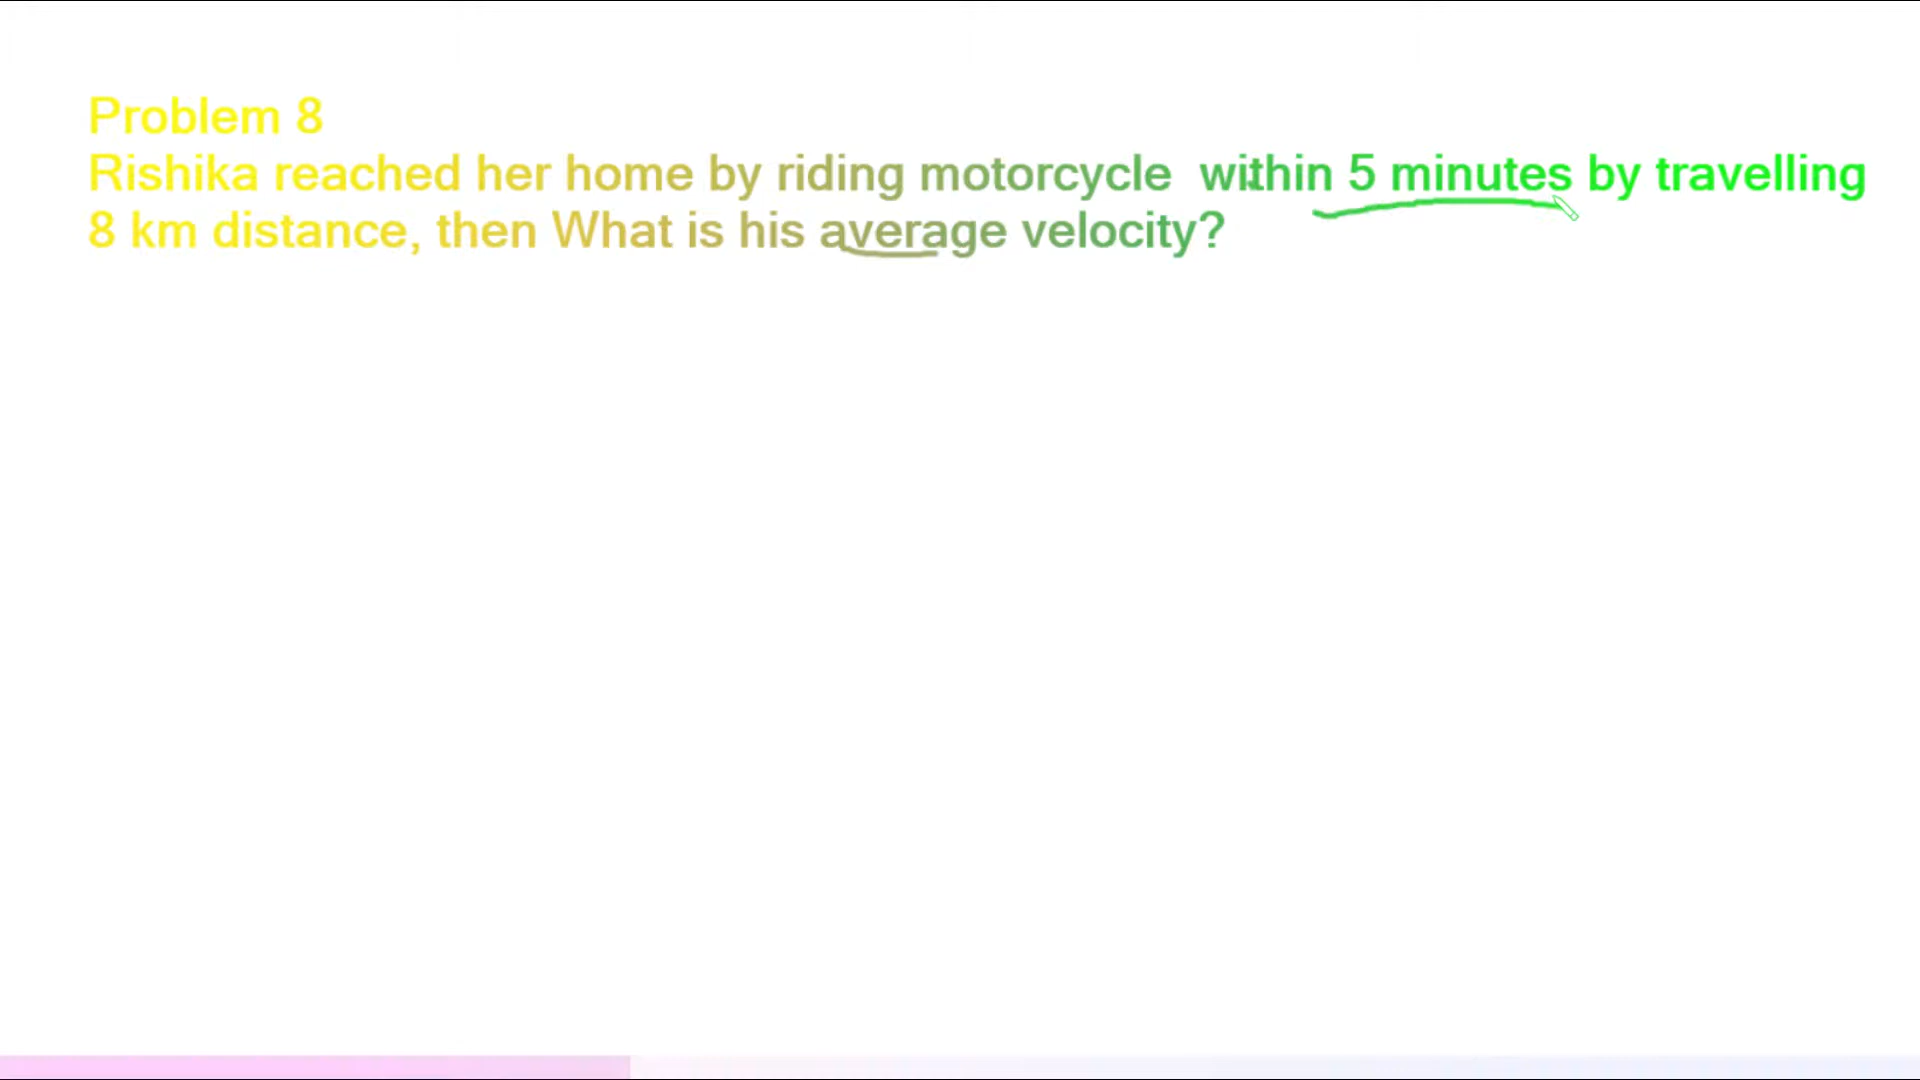 Problem 8
Rishika reached her home by riding motorcycle within 5 minutes by travelling
8 km distance, then What is his average velocity?